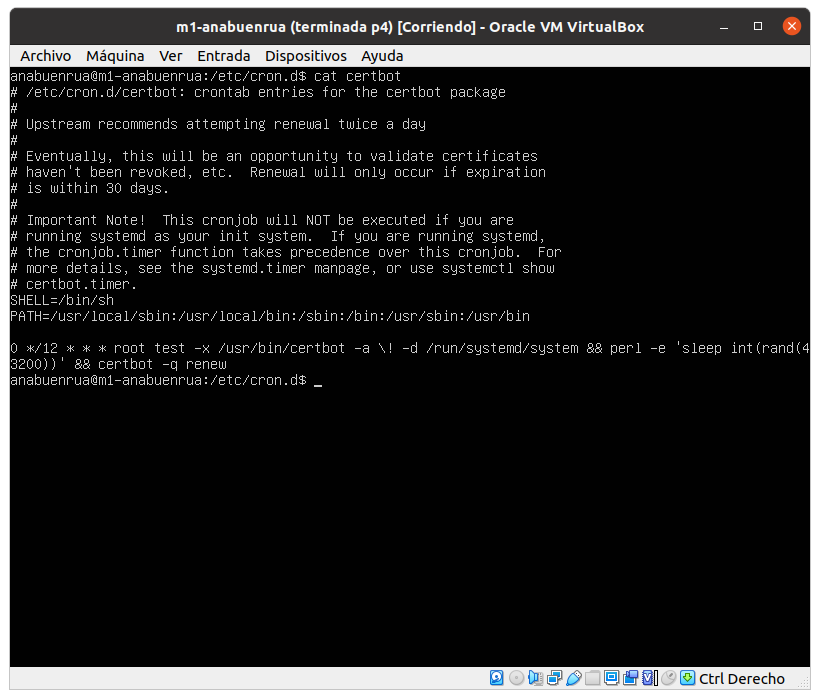 m1-anabuenrua (terminada p4) [Corriendo] - Oracle VM VirtualBox
Archivo Máquina Ver Entrada Dispositivos Ayuda
anabuenrua@m1-anabuenrua:/etc/cron.d$ cat certbot
# /etc/cron.d/certbot: crontab entries for the certbot package
#
# Upstream recommends attempting renewal twice a day
#
# Eventually, this will be an opportunity to validate certificates
# haven't been revoked, etc.  Renewal will only occur if expiration
# is within 30 days.
#
# Important Note!  This cronjob will NOT be executed if you are
# running systemd as your init system.  If you are running systemd,
# the cronjob.timer function takes precedence over this cronjob.  For
# more details, see the systemd.timer manpage, or use systemctl show
# certbot.timer.
SHELL=/bin/sh
PATH=/usr/local/sbin:/usr/local/bin:/sbin:/bin:/usr/sbin:/usr/bin

0 */12 * * * root test -x /usr/bin/certbot -a \! -d /run/systemd/system && perl -e 'sleep int(rand(4
3200))' && certbot -q renew
anabuenrua@m1-anabuenrua:/etc/cron.d$ _
Ctrl Derecho